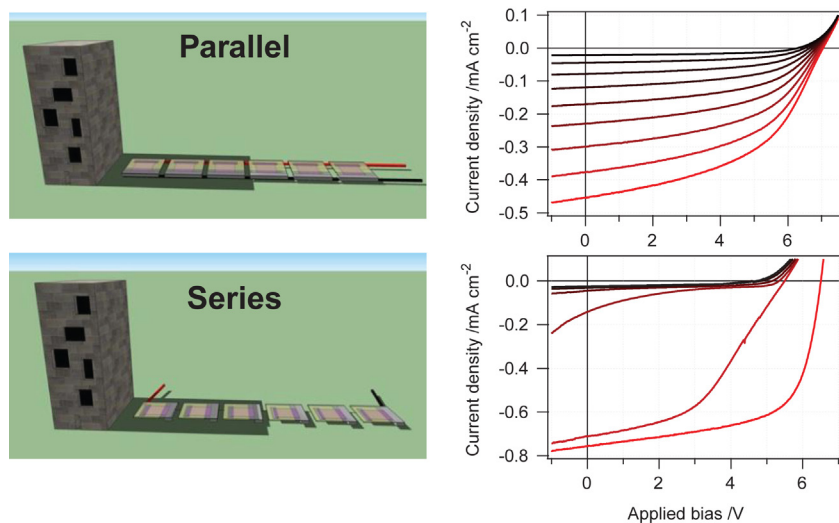 Parallel
Current density /mA cm⁻²
0.1
0.0
-0.1
-0.2
-0.3
-0.4
-0.5
0 2 4 6
Series
Current density /mA cm⁻²
0.0
-0.2
-0.4
-0.6
-0.8
0 2 4 6
Applied bias /V